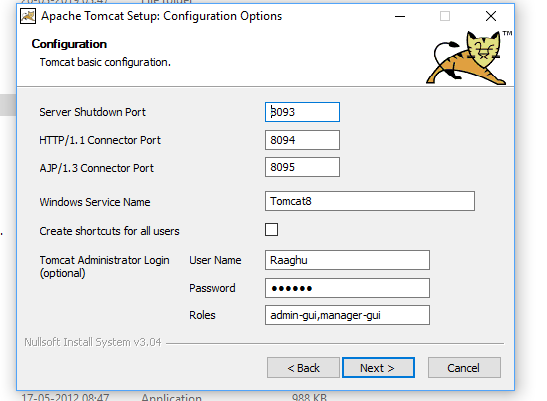 Apache Tomcat Setup: Configuration Options
Configuration
Tomcat basic configuration.
TM
Server Shutdown Port 8093
HTTP/1.1 Connector Port 8094
AJP/1.3 Connector Port 8095
Windows Service Name Tomcat8
Create shortcuts for all users
Tomcat Administrator Login User Name Raaghu
(optional)
Password ••••••
Roles admin-gui,manager-gui
Nullsoft Install System v3.04
< Back Next > Cancel
17-05-2012 08:47 Application 988 KB